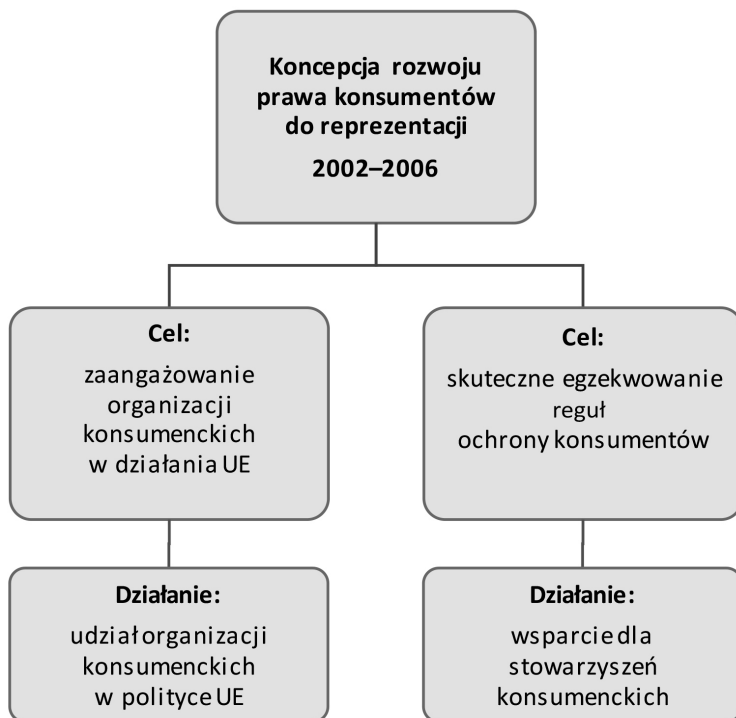 Koncepcja rozwoju
prawa konsumentów
do reprezentacji
2002–2006
Cel:
zaangażowanie
organizacji
konsumenckich
w działania UE
Cel:
skuteczne egzekwowanie
reguł
ochrony konsumentów
Działanie:
udział organizacji
konsumenckich
w polityce UE
Działanie:
wsparcie dla
stowarzyszeń
konsumenckich